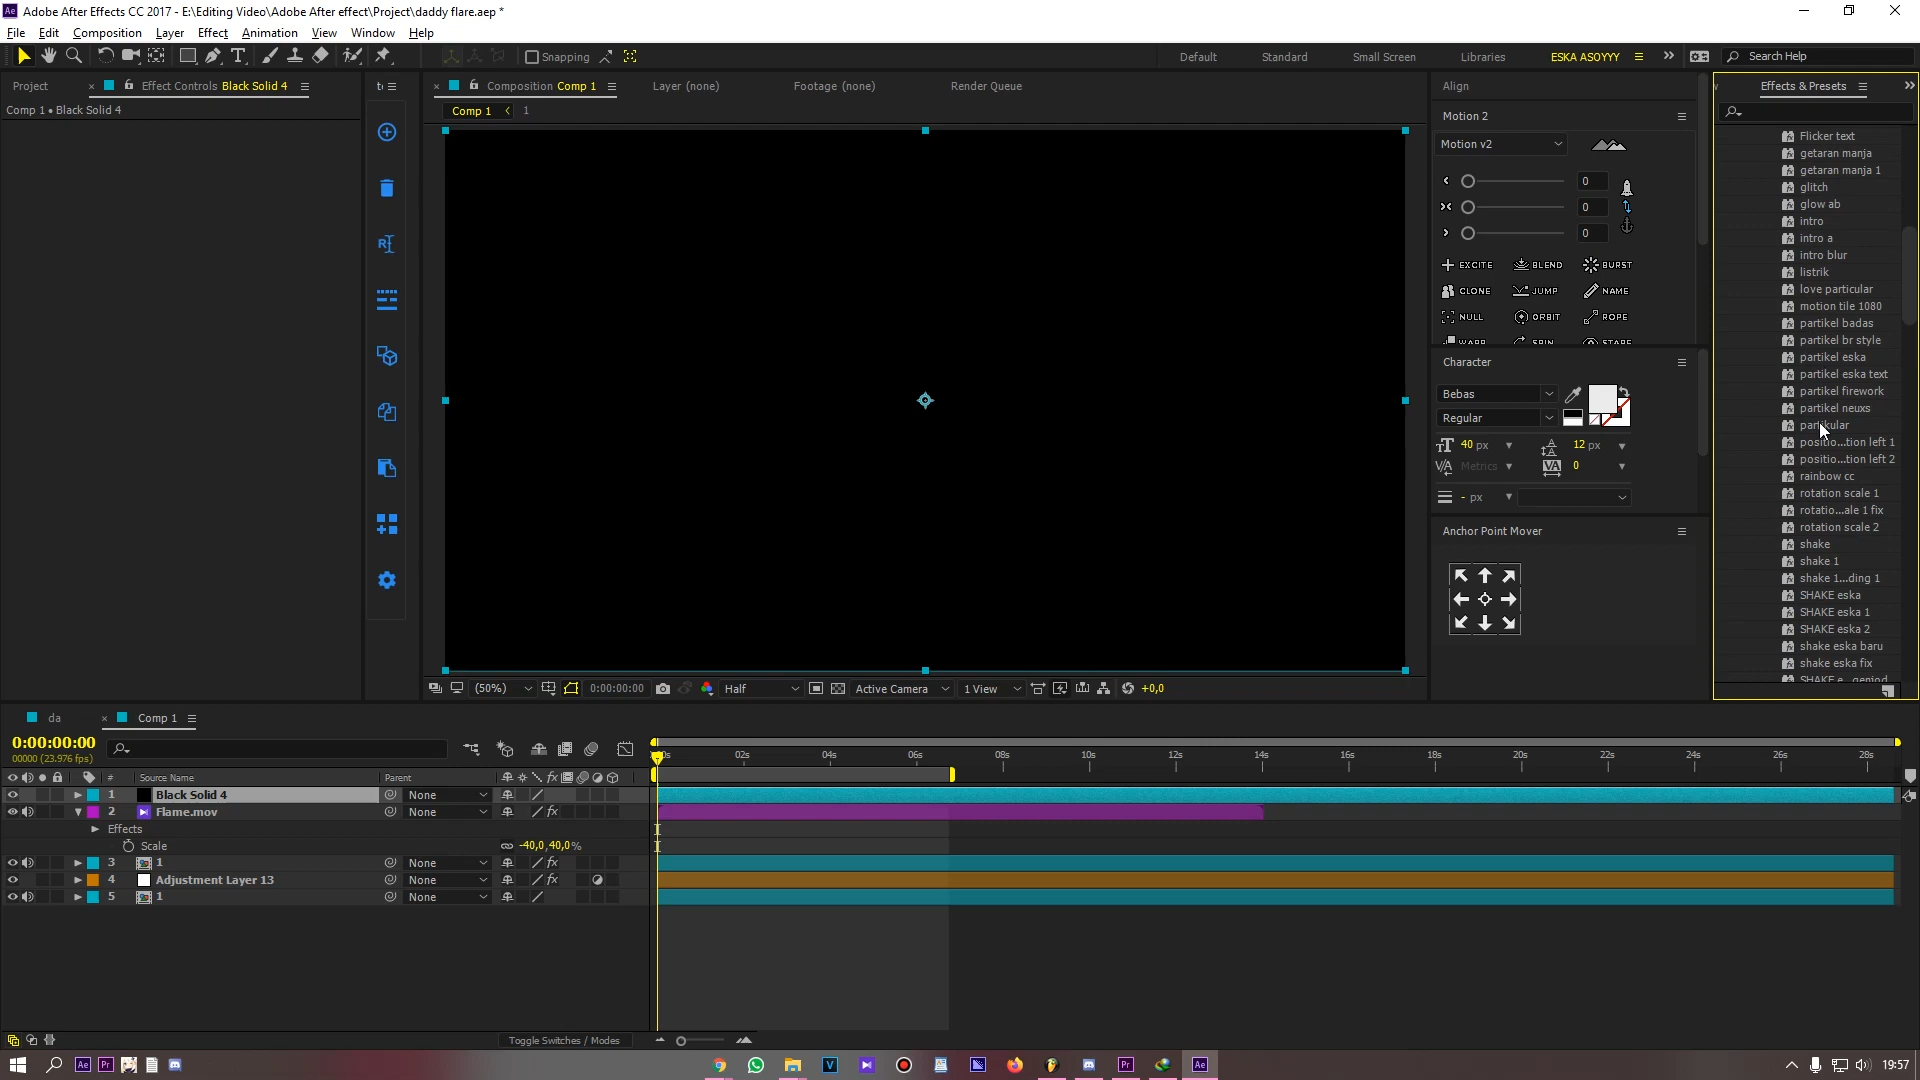 Adobe After Effects CC 2017 - E:\Editing Video\Adobe After effect\Project\daddy flare.aep *
File Edit Composition Layer Effect Animation View Window Help
Snapping
Default Standard Small Screen Libraries ESKA ASOYYY Search Help
Project Effect Controls Black Solid 4
Comp 1 • Black Solid 4
Composition Comp 1 Layer (none) Footage (none) Render Queue
Comp 1 1
Align
Motion 2
Motion v2
0
0
0
EXCITE BLEND BURST
CLONE JUMP NAME
NULL ORBIT ROPE
WARP SPIN STARE
Character
Bebas
Regular
40 px 12 px
Metrics 0
- px
Anchor Point Mover
Effects & Presets
Flicker text
getaran manja
getaran manja 1
glitch
glow ab
intro
intro a
intro blur
listrik
love particular
motion tile 1080
partikel badas
partikel br style
partikel eska
partikel eska text
partikel firework
partikel neuxs
partikular
positio...tion left 1
positio...tion left 2
rainbow cc
rotation scale 1
rotatio...ale 1 fix
rotation scale 2
shake
shake 1
shake 1...ding 1
SHAKE eska
SHAKE eska 1
SHAKE eska 2
shake eska baru
shake eska fix
(50%) 0:00:00:00 Half Active Camera 1 View +0,0
da Comp 1
0:00:00:00
00000 (23.976 fps)
02s 04s 06s 08s 10s 12s 14s 16s 18s 20s 22s 24s 26s 28s
# Source Name Parent
1 Black Solid 4 None
2 Flame.mov None
Effects
Scale -40,0,40,0%
3 1 None
4 Adjustment Layer 13 None
5 1 None
Toggle Switches / Modes
19:57